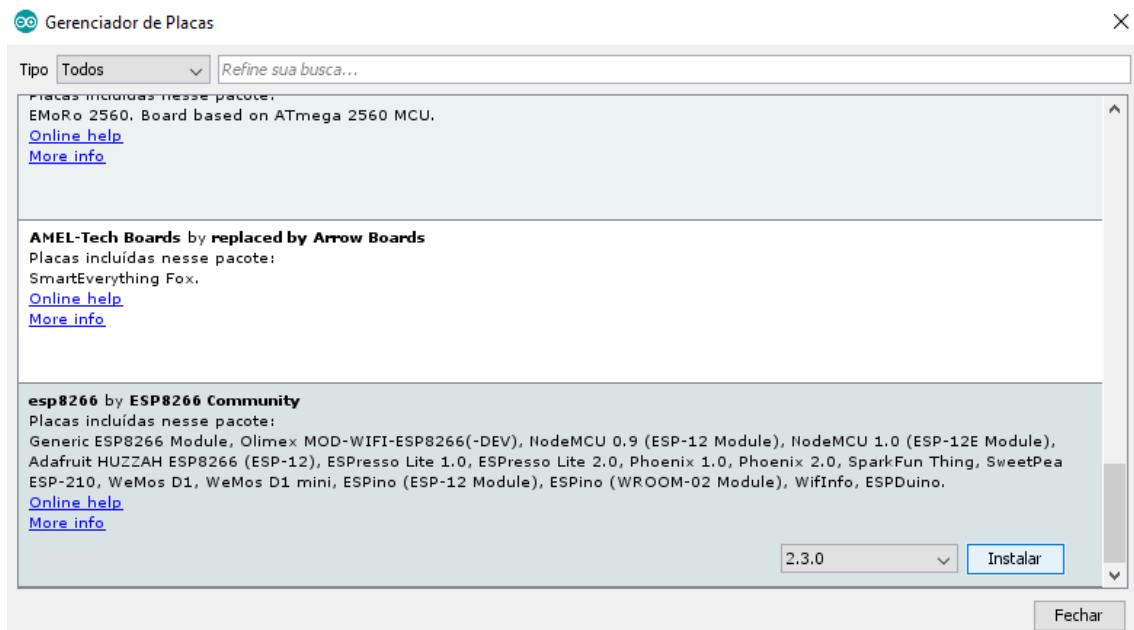 Gerenciador de Placas
Tipo Todos Refine sua busca...
Placas incluídas nesse pacote:
EMoRo 2560. Board based on ATmega 2560 MCU.
Online help
More info
AMEL-Tech Boards by replaced by Arrow Boards
Placas incluídas nesse pacote:
SmartEverything Fox.
Online help
More info
esp8266 by ESP8266 Community
Placas incluídas nesse pacote:
Generic ESP8266 Module, Olimex MOD-WIFI-ESP8266(-DEV), NodeMCU 0.9 (ESP-12 Module), NodeMCU 1.0 (ESP-12E Module),
Adafruit HUZZAH ESP8266 (ESP-12), ESPresso Lite 1.0, ESPresso Lite 2.0, Phoenix 1.0, Phoenix 2.0, SparkFun Thing, SweetPea
ESP-210, WeMos D1, WeMos D1 mini, ESPino (ESP-12 Module), ESPino (WROOM-02 Module), WifInfo, ESPDuino.
Online help
More info
2.3.0 Instalar
Fechar